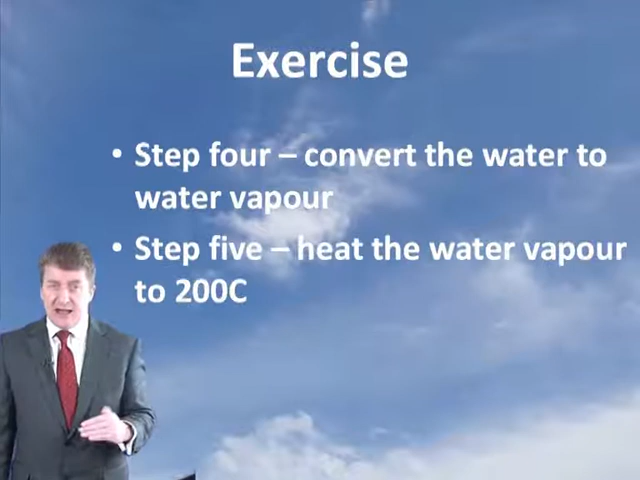 Exercise
• Step four – convert the water to
water vapour
• Step five – heat the water vapour
to 200C